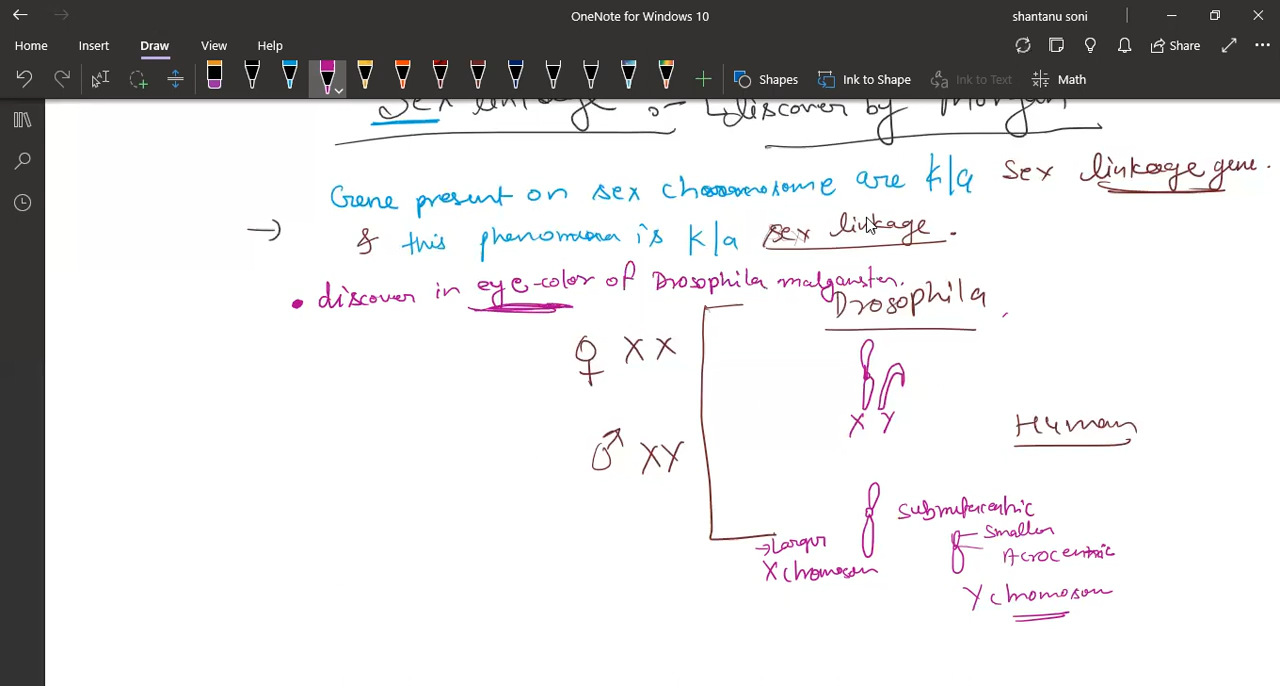 OneNote for Windows 10
shantanu soni
Home Insert Draw View Help
Share
Shapes Ink to Shape Ink to Text Math
Sex linkage :- discover by Morgan
Gene present on sex chromosome are k/a sex linkage gene.
& this phenomena is k/a sex linkage.
discover in eye-color of Drosophila malganster.
Drosophila
♀ XX
X Y
Human
♂ XY
Submetacentric
Smaller
→Larger
Acrocentric
X chromoson
Y chromoson